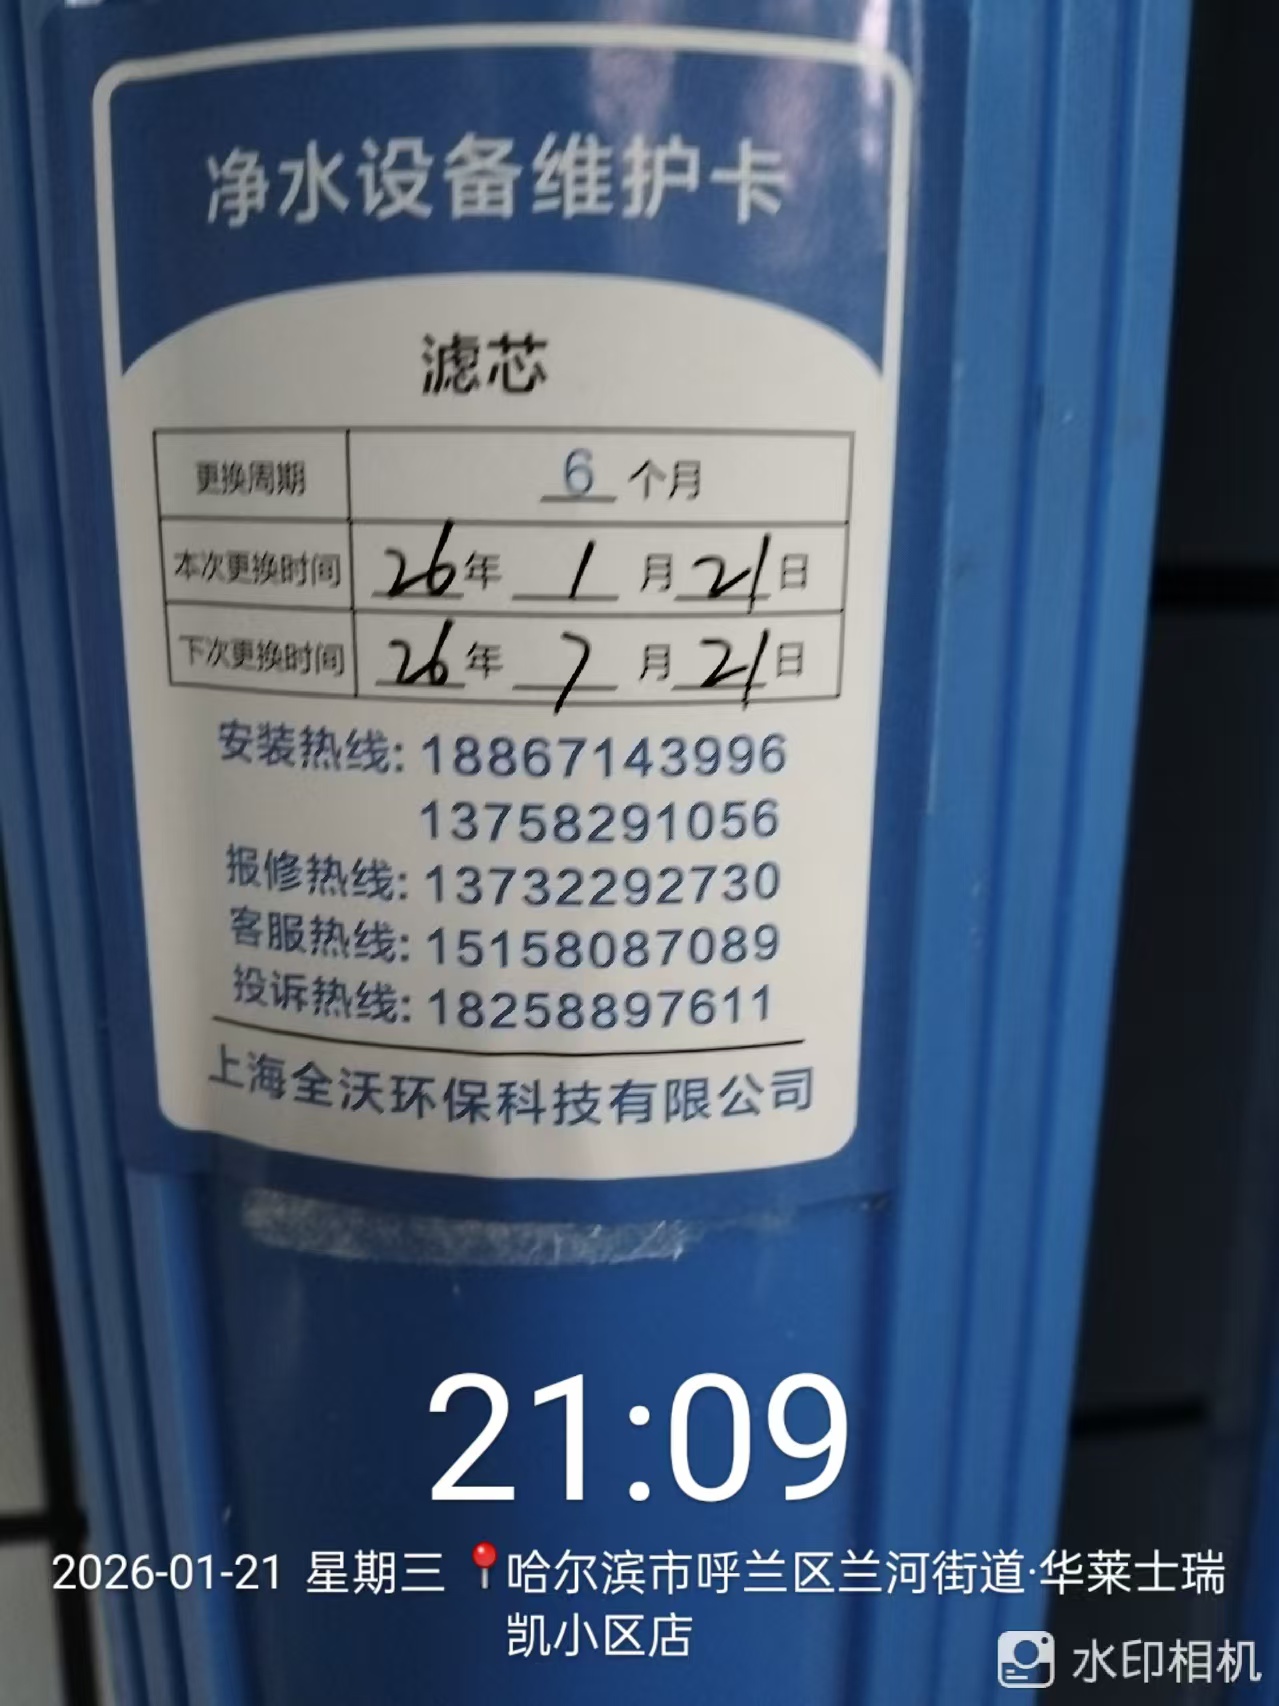 净水设备维护卡
滤芯
更换周期 6 个月
本次更换时间 26年 1 月 21日
下次更换时间 26年 7 月 21日
安装热线: 18867143996
13758291056
报修热线: 13732292730
客服热线: 15158087089
投诉热线: 18258897611
上海全沃环保科技有限公司
21:09
2026-01-21 星期三 哈尔滨市呼兰区兰河街道·华莱士瑞
凯小区店
水印相机